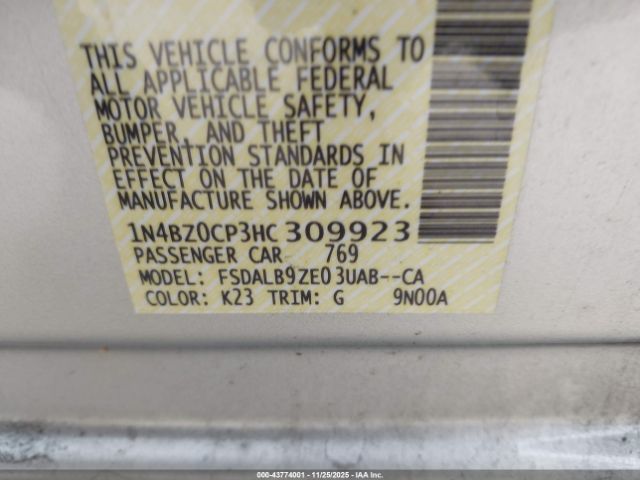 THIS VEHICLE CONFORMS TO
ALL APPLICABLE FEDERAL
MOTOR VEHICLE SAFETY,
BUMPER, AND THEFT
PREVENTION STANDARDS IN
EFFECT ON THE DATE OF
MANUFACTURE SHOWN ABOVE.
1N4BZ0CP3HC 309923
PASSENGER CAR 769
MODEL: FSDALB9ZE03UAB--CA
COLOR: K23 TRIM: G 9N00A
000-43774001 - 11/25/2025 - IAA Inc.